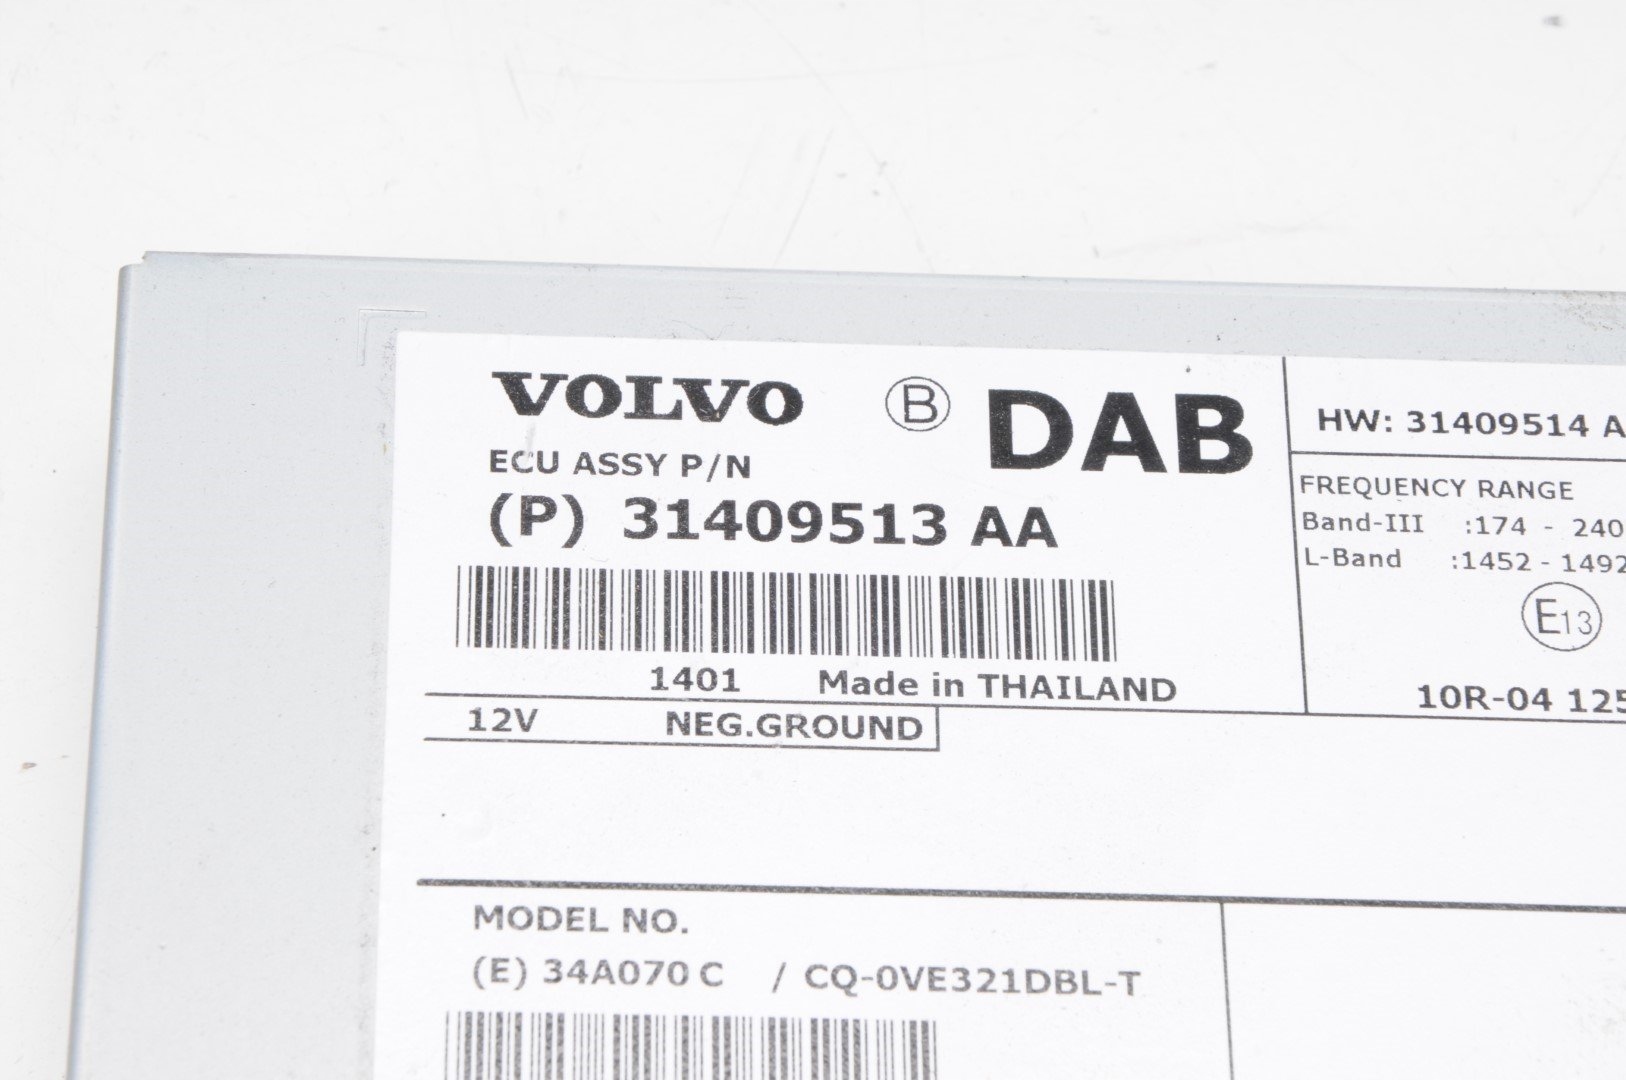 VOLVO B DAB
ECU ASSY P/N
(P) 31409513 AA
1401 Made in THAILAND
12V NEG.GROUND
HW: 31409514 A
FREQUENCY RANGE
Band-III :174 - 240
L-Band :1452 - 1492
E13
10R-04 125
MODEL NO.
(E) 34A070 C / CQ-0VE321DBL-T